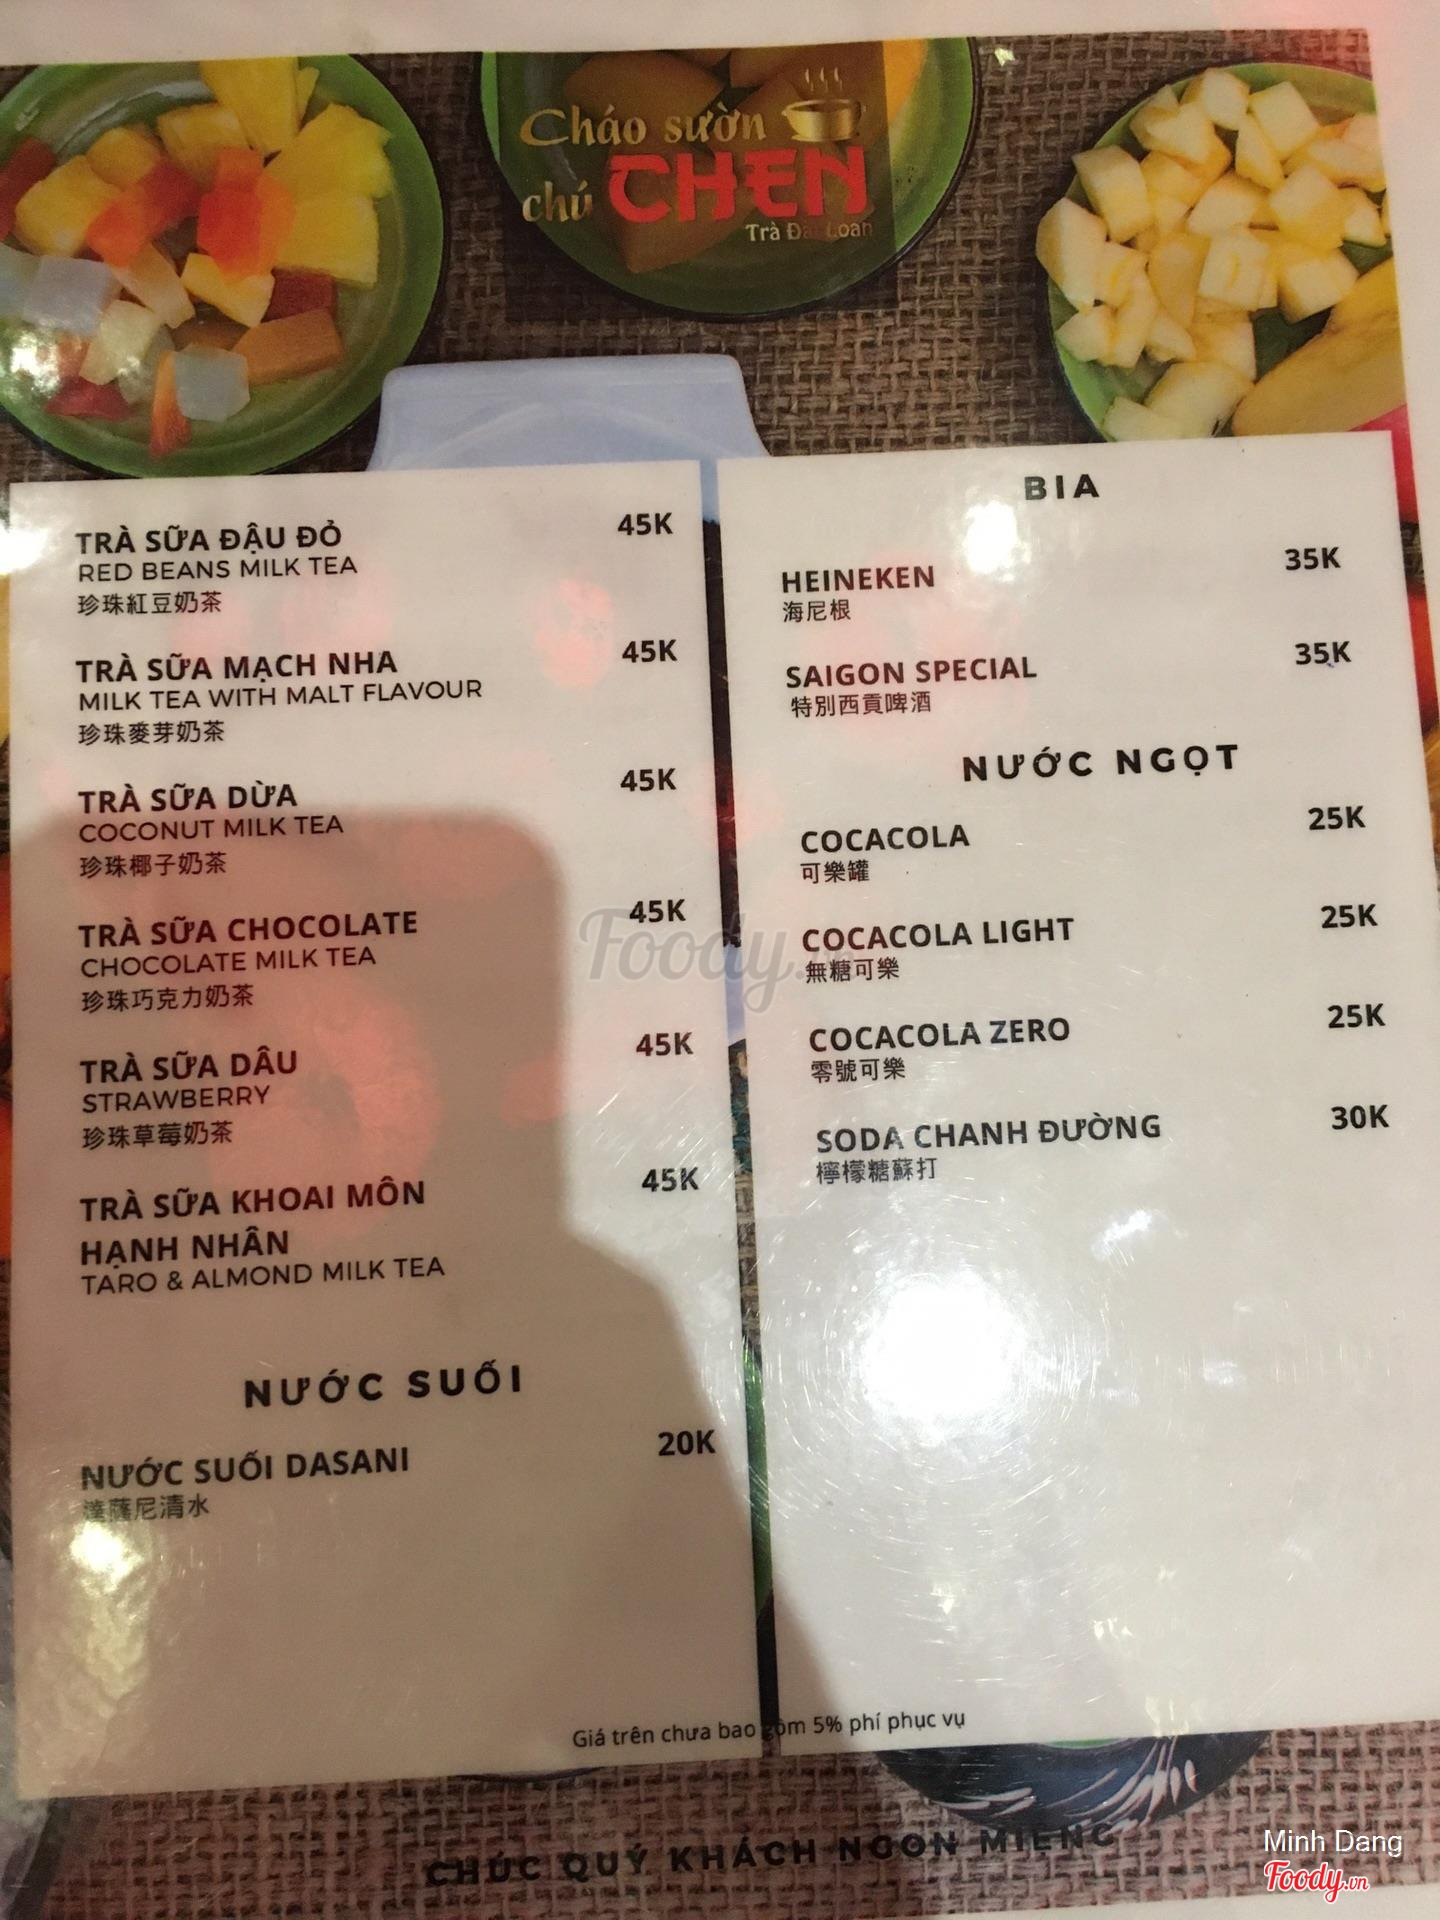 Cháo sườn
chú CHEN
Trà Đài Loan
TRÀ SỮA ĐẬU ĐỎ 45K
RED BEANS MILK TEA
珍珠紅豆奶茶
TRÀ SỮA MẠCH NHA 45K
MILK TEA WITH MALT FLAVOUR
珍珠麥芽奶茶
TRÀ SỮA DỪA 45K
COCONUT MILK TEA
珍珠椰子奶茶
TRÀ SỮA CHOCOLATE 45K
CHOCOLATE MILK TEA
珍珠巧克力奶茶
TRÀ SỮA DÂU 45K
STRAWBERRY
珍珠草莓奶茶
TRÀ SỮA KHOAI MÔN 45K
HẠNH NHÂN
TARO & ALMOND MILK TEA
NƯỚC SUỐI
NƯỚC SUỐI DASANI 20K
達薩尼清水
BIA
HEINEKEN 35K
海尼根
SAIGON SPECIAL 35K
特別西貢啤酒
NƯỚC NGỌT
COCACOLA 25K
可樂罐
COCACOLA LIGHT 25K
無糖可樂
COCACOLA ZERO 25K
零號可樂
SODA CHANH ĐƯỜNG 30K
檸檬糖蘇打
Giá trên chưa bao gồm 5% phí phục vụ
CHÚC QUÝ KHÁCH NGON MIỆNG
Foody.vn
Minh Dang
Foody.vn